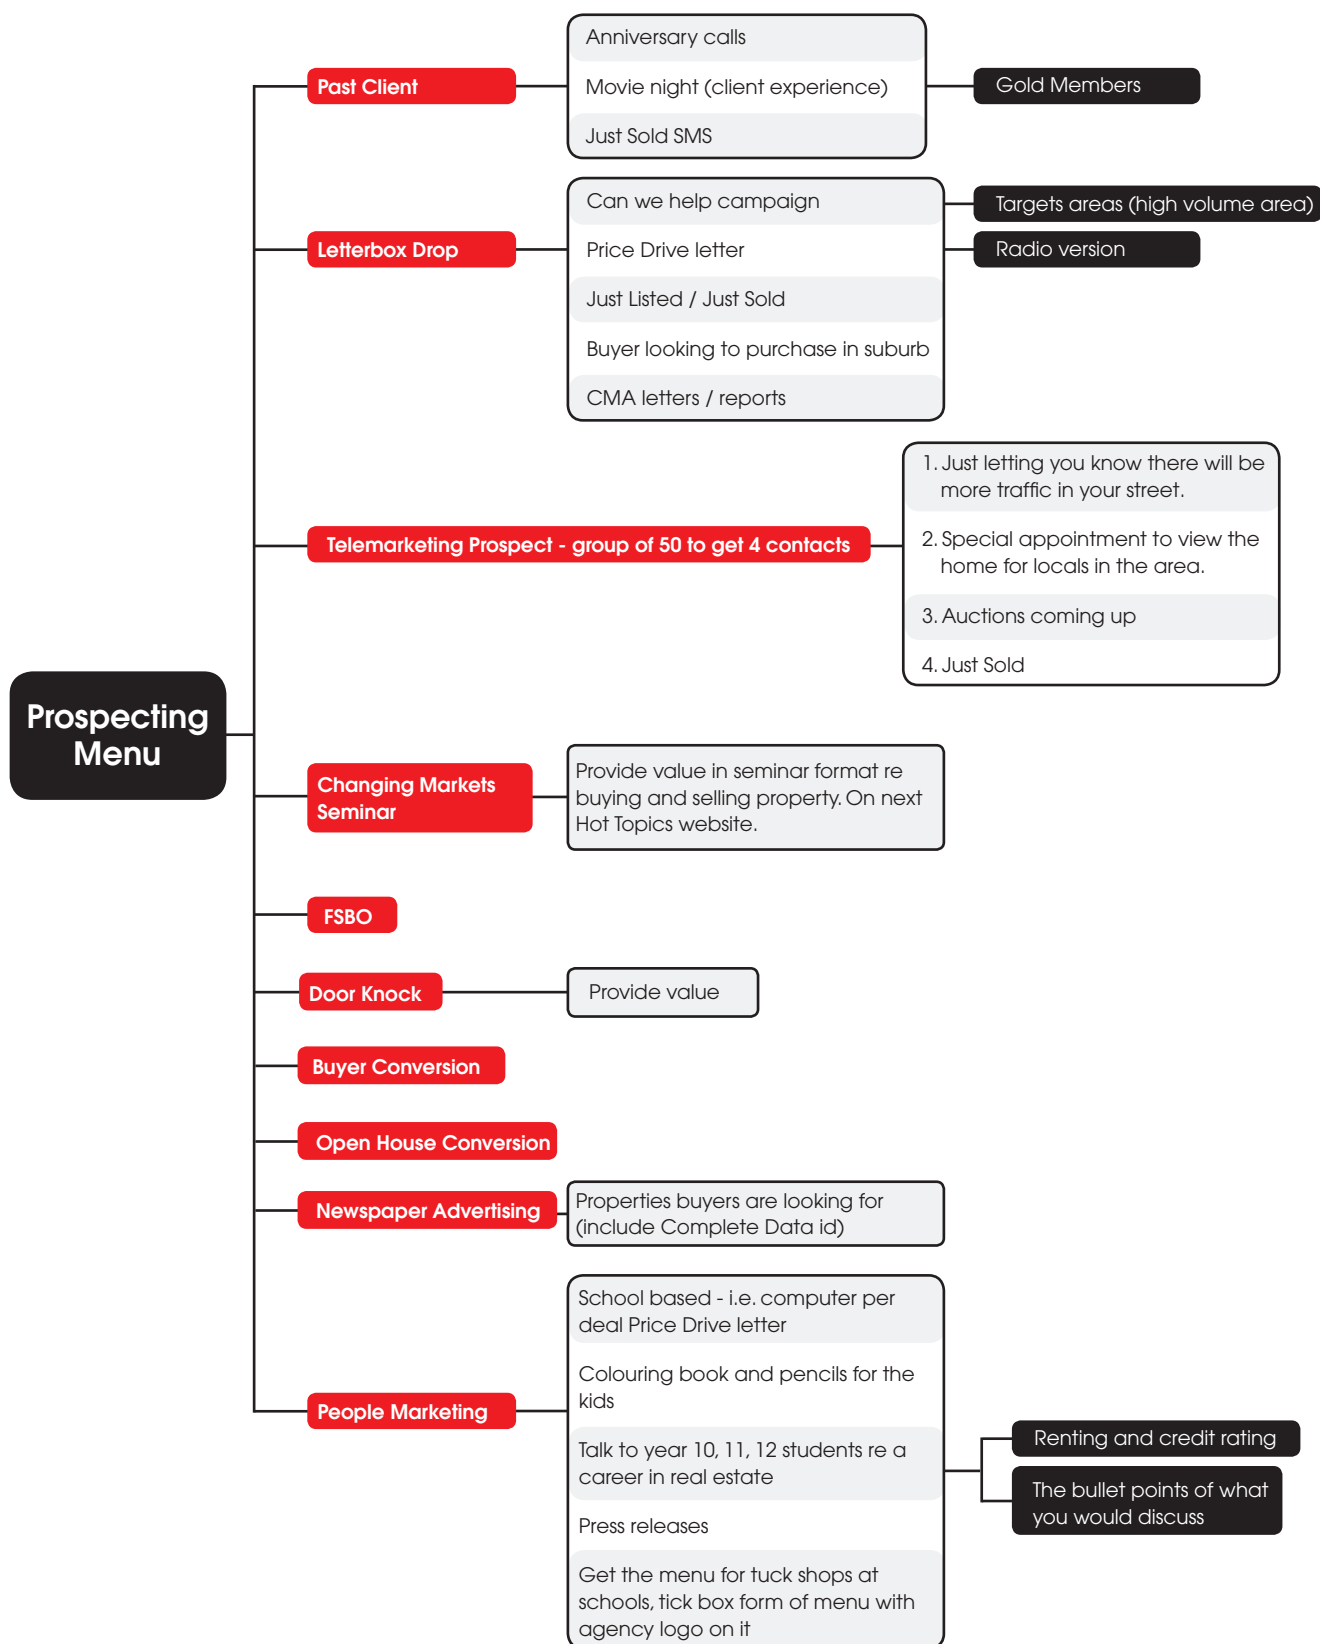 Anniversary calls
Past Client
Movie night (client experience)
Gold Members
Just Sold SMS
Can we help campaign
Targets areas (high volume area)
Letterbox Drop
Price Drive letter
Radio version
Just Listed / Just Sold
Buyer looking to purchase in suburb
CMA letters / reports
1. Just letting you know there will be
more traffic in your street.
Telemarketing Prospect - group of 50 to get 4 contacts
2. Special appointment to view the
home for locals in the area.
3. Auctions coming up
4. Just Sold
Prospecting
Menu
Changing Markets
Seminar
Provide value in seminar format re
buying and selling property. On next
Hot Topics website.
FSBO
Door Knock
Provide value
Buyer Conversion
Open House Conversion
Newspaper Advertising
Properties buyers are looking for
(include Complete Data id)
School based - i.e. computer per
deal Price Drive letter
Colouring book and pencils for the
kids
People Marketing
Talk to year 10, 11, 12 students re a
career in real estate
Renting and credit rating
The bullet points of what
you would discuss
Press releases
Get the menu for tuck shops at
schools, tick box form of menu with
agency logo on it